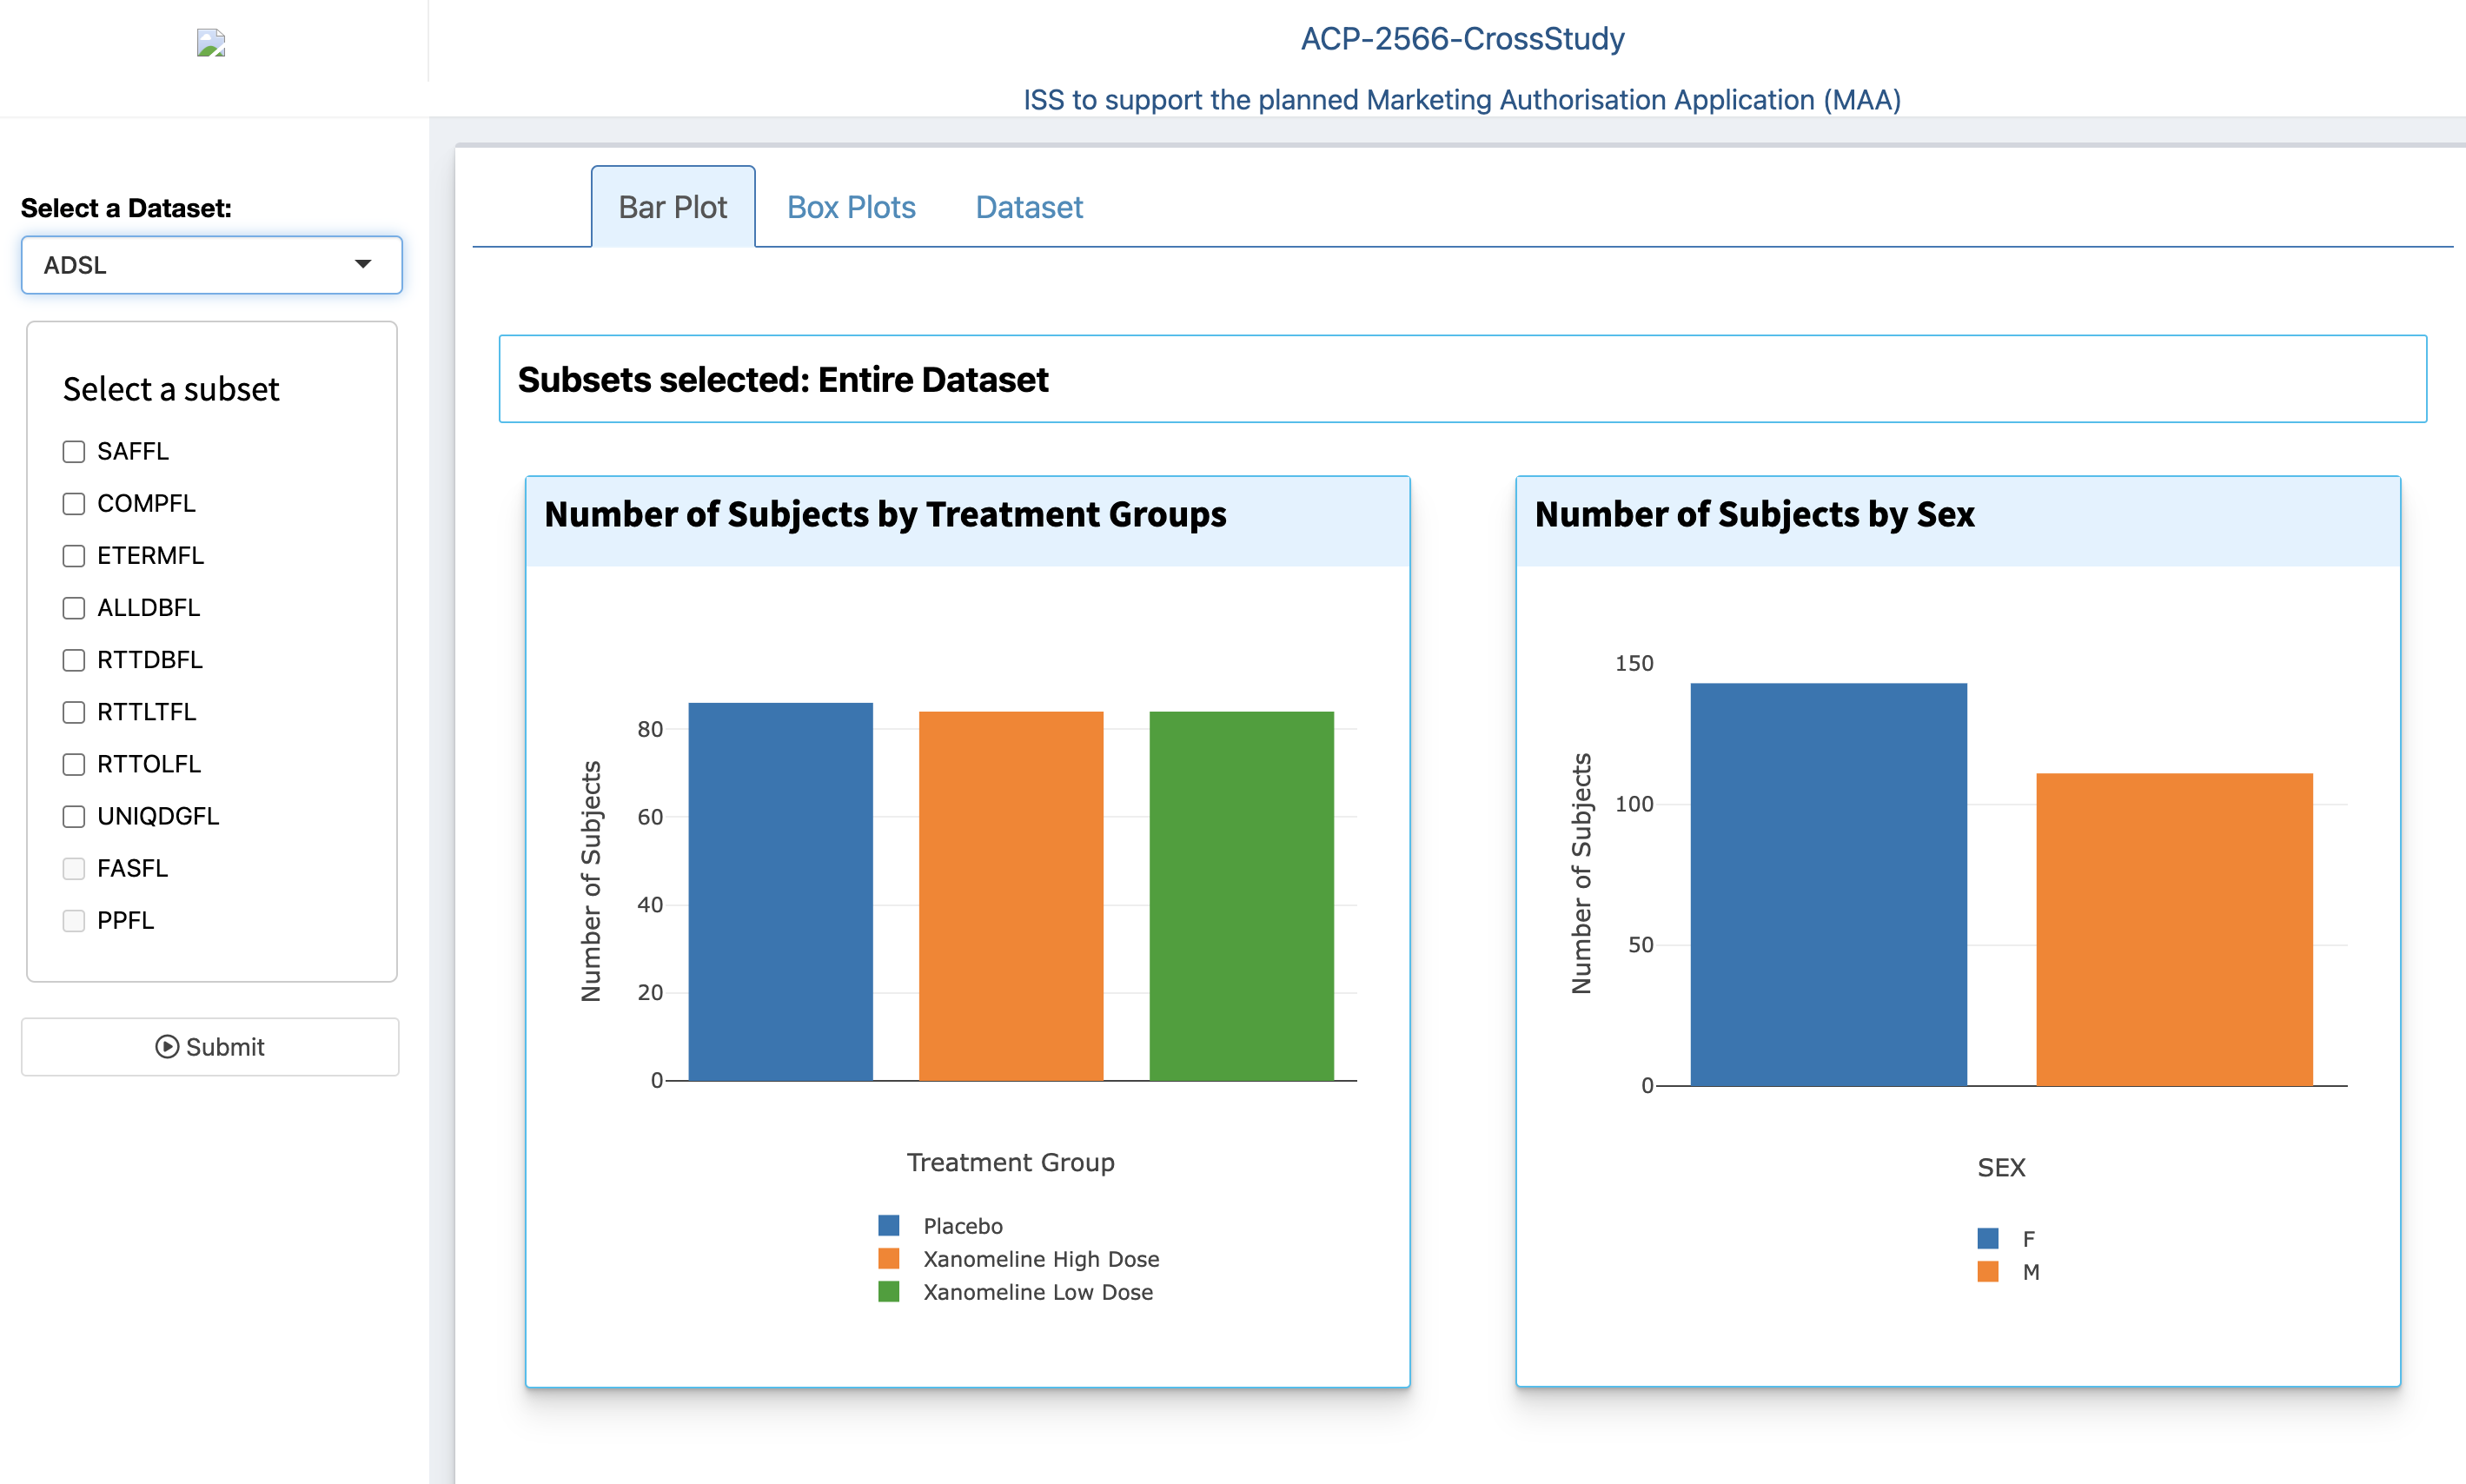 ACP-2566-CrossStudy
ISS to support the planned Marketing Authorisation Application (MAA)
Select a Dataset:
ADSL
Select a subset
SAFFL
COMPFL
ETERMFL
ALLDBFL
RTTDBFL
RTTLTFL
RTTOLFL
UNIQDGFL
FASFL
PPFL
Submit
Bar Plot
Box Plots
Dataset
Subsets selected: Entire Dataset
Number of Subjects by Treatment Groups
Number of Subjects
80
60
40
20
0
Treatment Group
Placebo
Xanomeline High Dose
Xanomeline Low Dose
Number of Subjects by Sex
Number of Subjects
150
100
50
0
SEX
F
M